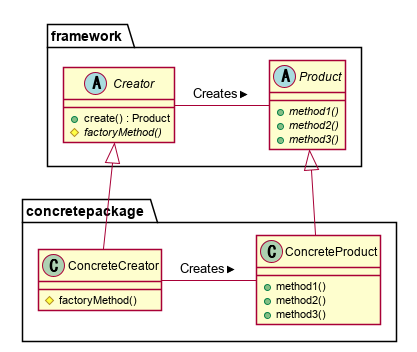 framework
A Creator
create() : Product
factoryMethod()
Creates
A Product
method1()
method2()
method3()
concretepackage
C ConcreteCreator
factoryMethod()
Creates
C ConcreteProduct
method1()
method2()
method3()